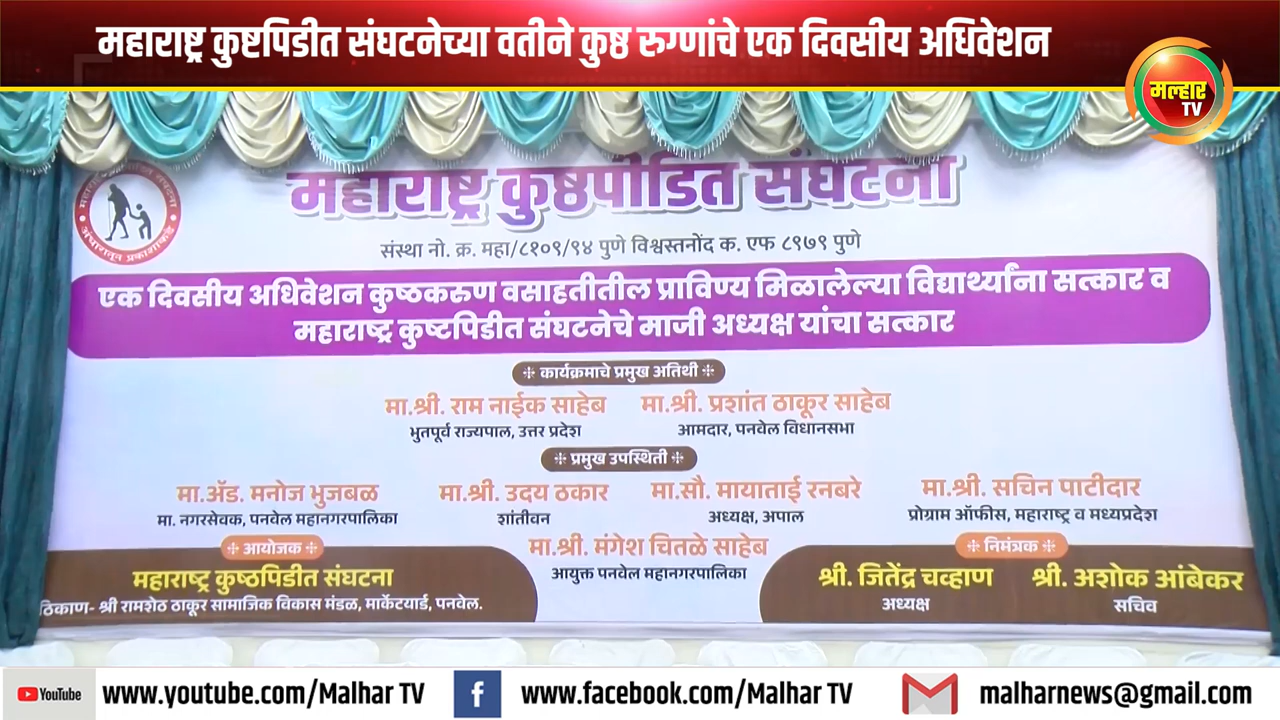 महाराष्ट्र कुष्टपिडीत संघटनेच्या वतीने कुष्ठ रुग्णांचे एक दिवसीय अधिवेशन
मल्हार
TV
महाराष्ट्र कुष्ठपीडित संघटना
अंधारातून प्रकाशाकडे
संस्था नो. क्र. महा/८१०९/९४ पुणे विश्वस्तनोंद क. एफ ८९७९ पुणे
एक दिवसीय अधिवेशन कुष्ठकरुण वसाहतीतील प्राविण्य मिळालेल्या विद्यार्थ्यांना सत्कार व
महाराष्ट्र कुष्टपिडीत संघटनेचे माजी अध्यक्ष यांचा सत्कार
कार्यक्रमाचे प्रमुख अतिथी
मा.श्री. राम नाईक साहेब मा.श्री. प्रशांत ठाकूर साहेब
भुतपूर्व राज्यपाल, उत्तर प्रदेश आमदार, पनवेल विधानसभा
प्रमुख उपस्थिती
मा.ॲड. मनोज भुजबळ मा.श्री. उदय ठकार मा.सौ. मायाताई रनबरे मा.श्री. सचिन पाटीदार
मा. नगरसेवक, पनवेल महानगरपालिका शांतीवन अध्यक्ष, अपाल प्रोग्राम ऑफीस, महाराष्ट्र व मध्यप्रदेश
मा.श्री. मंगेश चितळे साहेब
आयुक्त पनवेल महानगरपालिका
आयोजक
महाराष्ट्र कुष्ठपिडीत संघटना
ठिकाण- श्री रामशेठ ठाकूर सामाजिक विकास मंडळ, मार्केटयार्ड, पनवेल.
निमंत्रक
श्री. जितेंद्र चव्हाण श्री. अशोक आंबेकर
अध्यक्ष सचिव
YouTube www.youtube.com/Malhar TV f www.facebook.com/Malhar TV malharnews@gmail.com